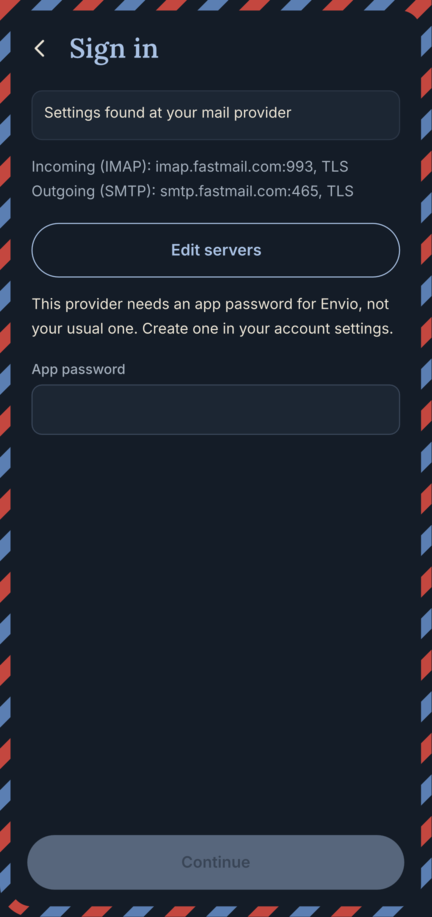 Sign in
Settings found at your mail provider
Incoming (IMAP): imap.fastmail.com:993, TLS
Outgoing (SMTP): smtp.fastmail.com:465, TLS
Edit servers
This provider needs an app password for Envio, not
your usual one. Create one in your account settings.
App password
Continue